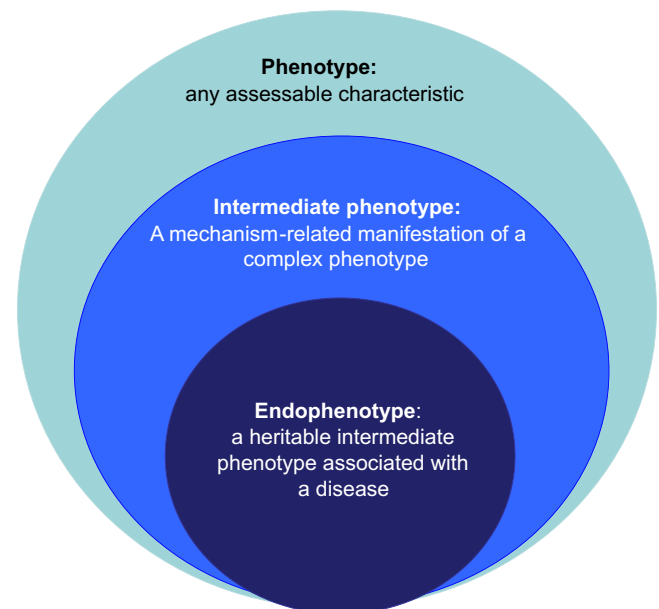 Phenotype:
any assessable characteristic
Intermediate phenotype:
A mechanism-related manifestation of a
complex phenotype
Endophenotype:
a heritable intermediate
phenotype associated with
a disease